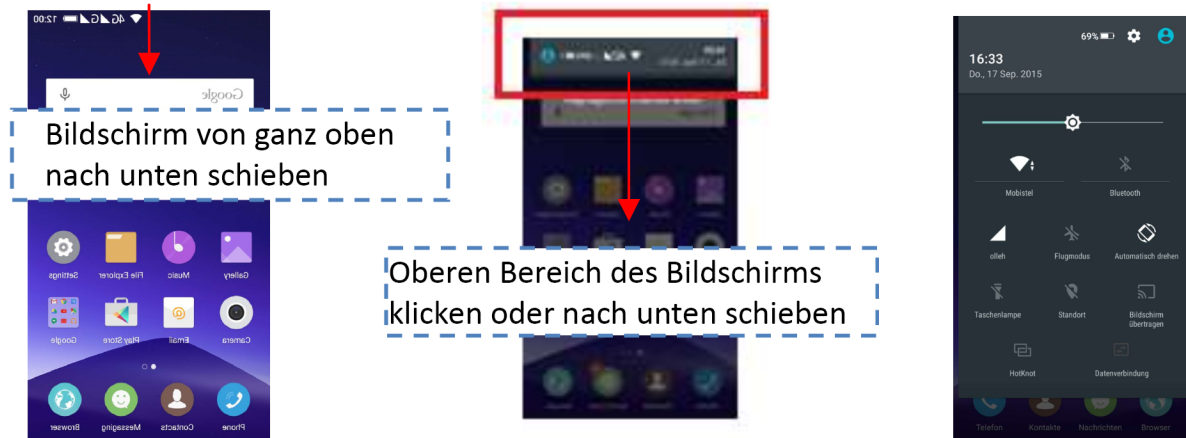 12:00 4G
Google
Bildschirm von ganz oben
nach unten schieben
Gallery Music File Explorer Settings
Camera Email Play Store Google
Phone Contacts Messaging Browser
Oberen Bereich des Bildschirms
klicken oder nach unten schieben
69%
16:33
Do., 17 Sep. 2015
Mobistel Bluetooth
olleh Flugmodus Automatisch drehen
Taschenlampe Standort Bildschirm
übertragen
HotKnot Datenverbindung
Telefon Kontakte Nachrichten Browser